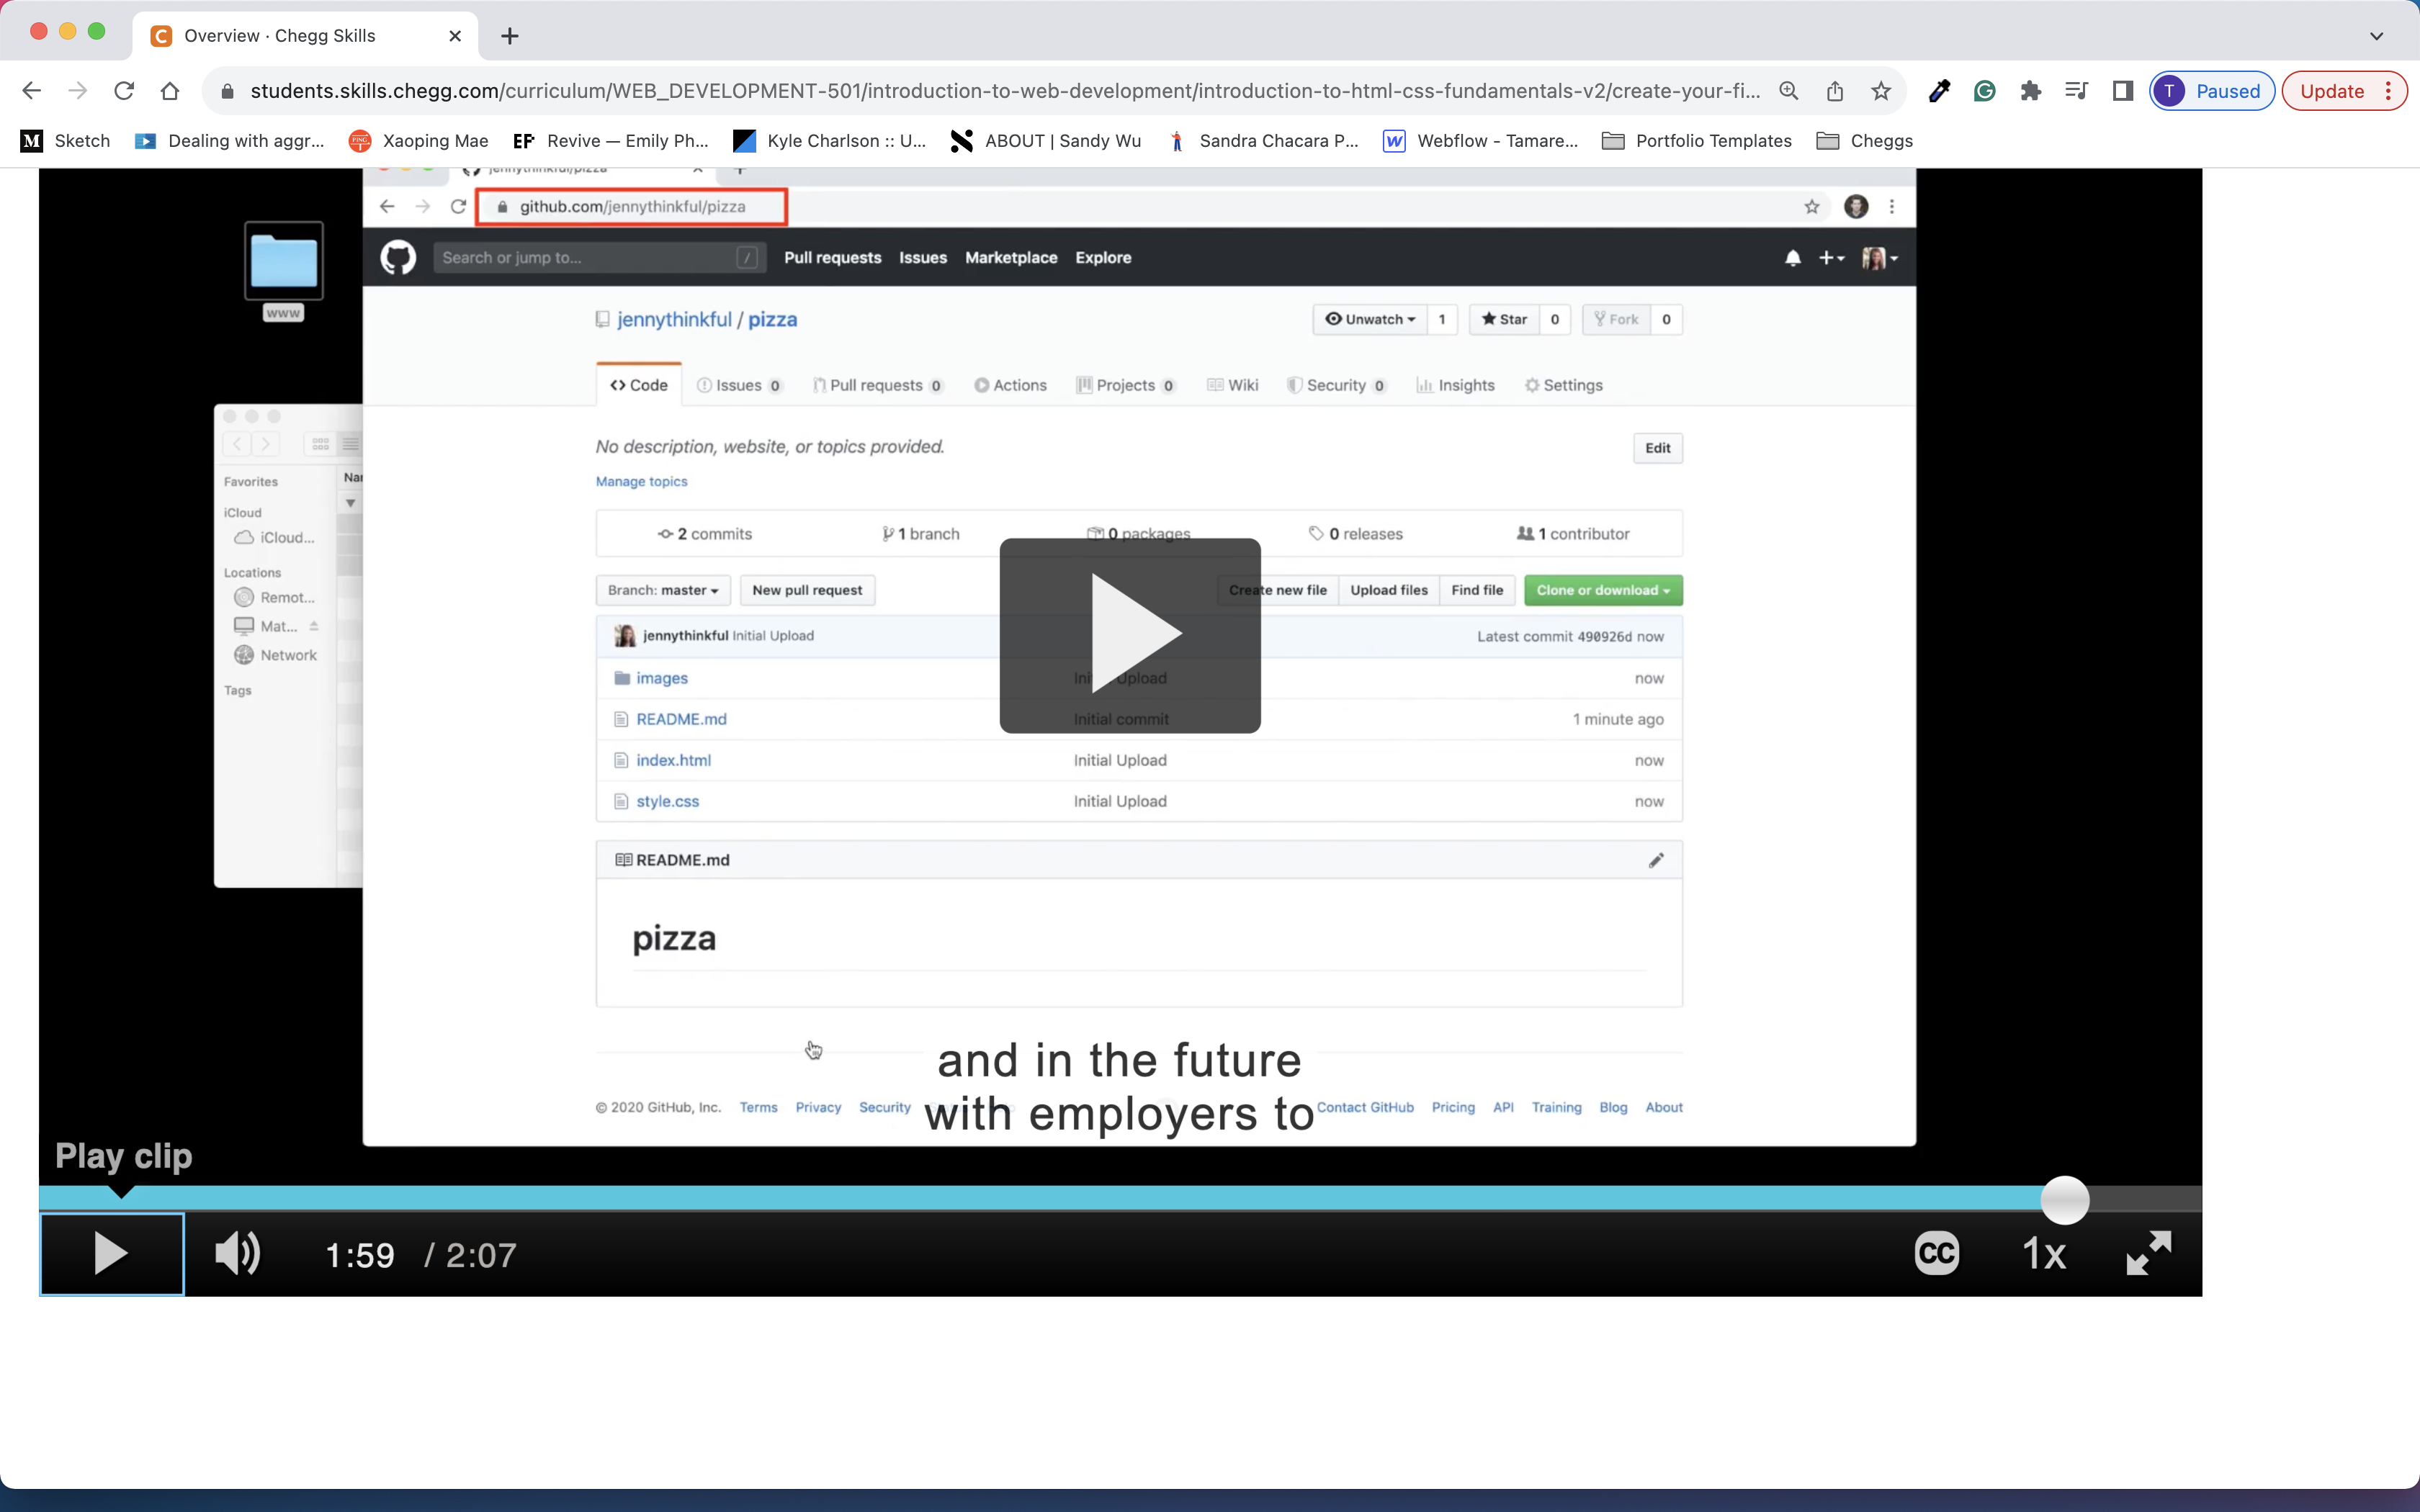 Overview · Chegg Skills
students.skills.chegg.com/curriculum/WEB_DEVELOPMENT-501/introduction-to-web-development/introduction-to-html-css-fundamentals-v2/create-your-fi...
T Paused
Update
M Sketch
Dealing with aggr...
Xaoping Mae
EF Revive — Emily Ph...
Kyle Charlson :: U...
ABOUT | Sandy Wu
Sandra Chacara P...
W Webflow - Tamare...
Portfolio Templates
Cheggs
jennythinkful/pizza
github.com/jennythinkful/pizza
www
Search or jump to... /
Pull requests Issues Marketplace Explore
jennythinkful / pizza
Unwatch 1 Star 0 Fork 0
Code Issues 0 Pull requests 0 Actions Projects 0 Wiki Security 0 Insights Settings
No description, website, or topics provided.
Edit
Manage topics
2 commits 1 branch 0 packages 0 releases 1 contributor
Branch: master New pull request Create new file Upload files Find file Clone or download
jennythinkful Initial Upload Latest commit 490926d now
images Initial Upload now
README.md Initial commit 1 minute ago
index.html Initial Upload now
style.css Initial Upload now
README.md
pizza
Favorites
iCloud
iCloud...
Locations
Remot...
Mat...
Network
Tags
and in the future
with employers to
© 2020 GitHub, Inc. Terms Privacy Security Contact GitHub Pricing API Training Blog About
Play clip
1:59 / 2:07
CC 1x